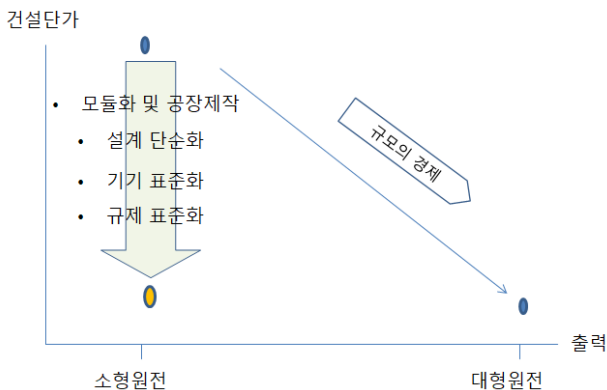 건설단가
• 모듈화 및 공장제작
• 설계 단순화
• 기기 표준화
• 규제 표준화
규모의 경제
출력
소형원전
대형원전